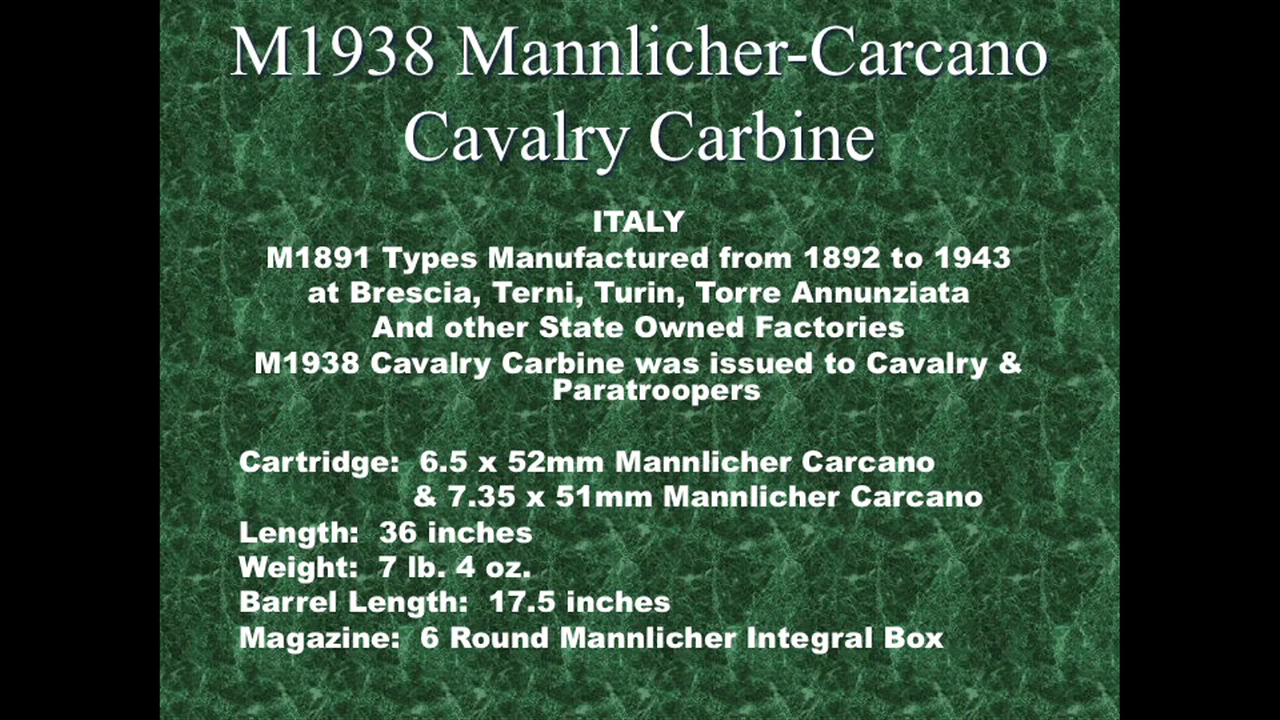 M1938 Mannlicher-Carcano
Cavalry Carbine
ITALY
M1891 Types Manufactured from 1892 to 1943
at Brescia, Terni, Turin, Torre Annunziata
And other State Owned Factories
M1938 Cavalry Carbine was issued to Cavalry &
Paratroopers
Cartridge: 6.5 x 52mm Mannlicher Carcano
& 7.35 x 51mm Mannlicher Carcano
Length: 36 inches
Weight: 7 lb. 4 oz.
Barrel Length: 17.5 inches
Magazine: 6 Round Mannlicher Integral Box